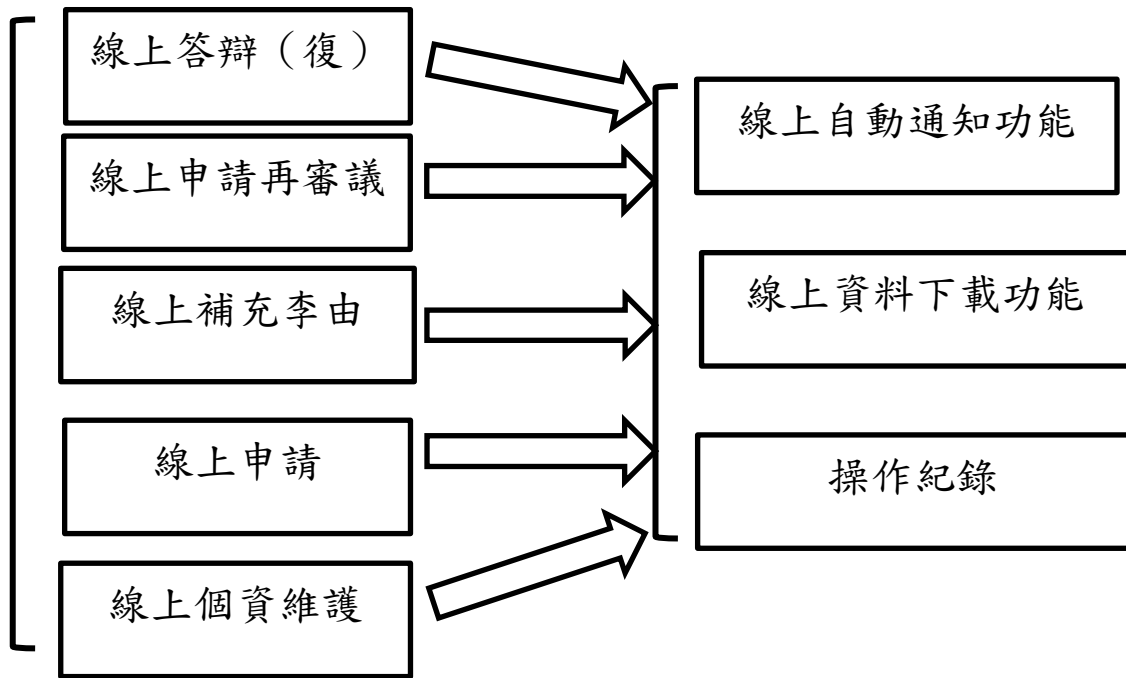 線上答辯（復）
線上申請再審議
線上補充李由
線上申請
線上個資維護
線上自動通知功能
線上資料下載功能
操作紀錄